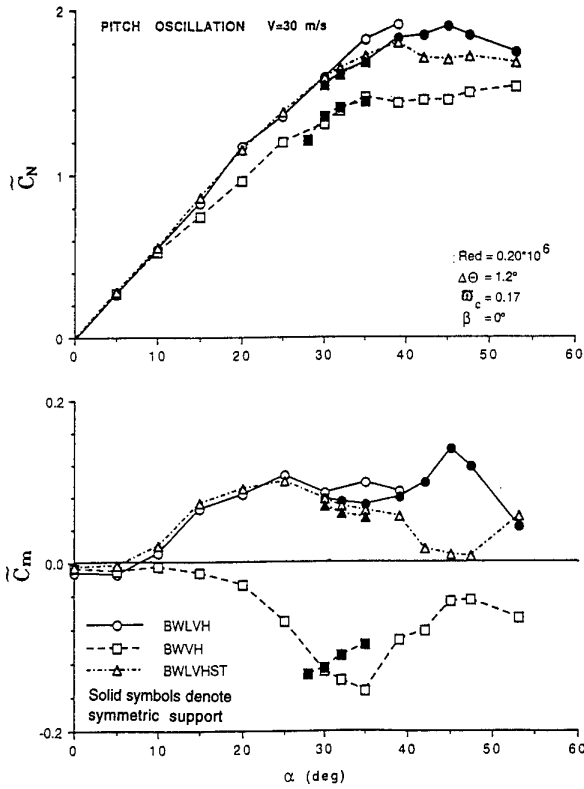 PITCH OSCILLATION V=30 m/s
2
1
0
C̃N
Red = 0.20*10⁶
ΔΘ = 1.2°
ϖ̃c = 0.17
β = 0°
0 10 20 30 40 50 60
0.2
0.0
-0.2
C̃m
BWLVH
BWVH
BWLVHST
Solid symbols denote
symmetric support
0 10 20 30 40 50 60
α (deg)